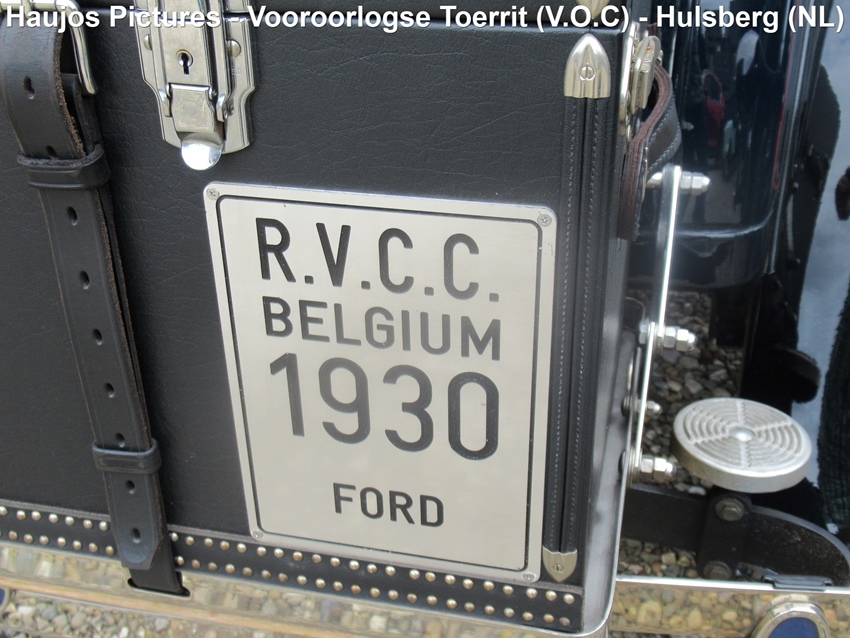 Haujos Pictures - Vooroorlogse Toerrit (V.O.C) - Hulsberg (NL)
R.V.C.C.
BELGIUM
1930
FORD